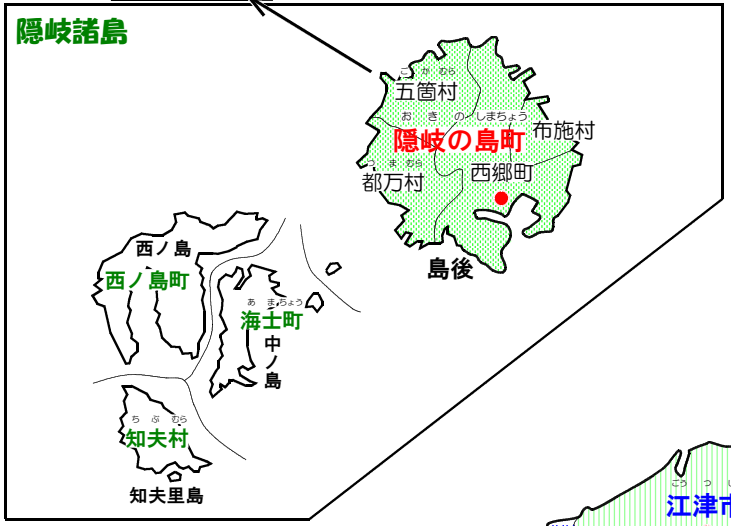 隠岐諸島
ごかむら
五箇村
おきのしまちょう
隠岐の島町
布施村
つまむら
都万村
西郷町
島後
西ノ島
西ノ島町
あまちょう
海士町
中ノ島
ちぶむら
知夫村
知夫里島
ごうつし
江津市